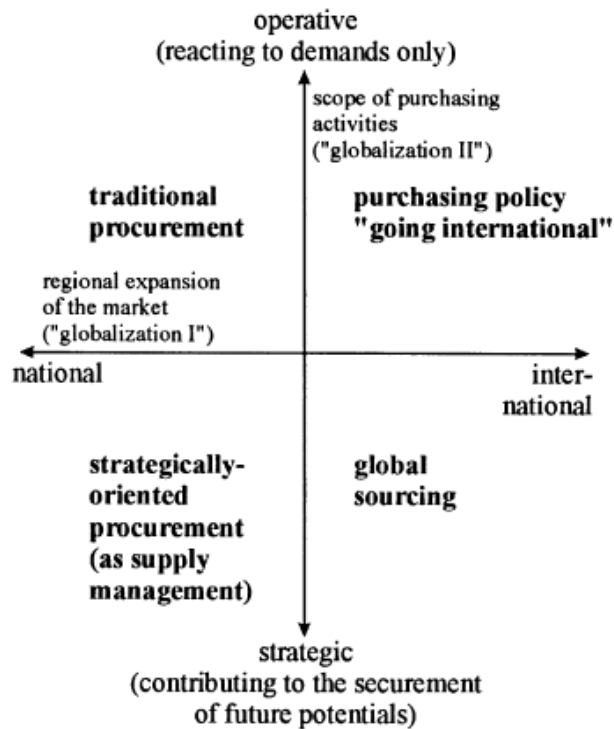 operative
(reacting to demands only)
scope of purchasing
activities
("globalization II")
traditional
procurement
purchasing policy
"going international"
regional expansion
of the market
("globalization I")
national
inter-
national
strategically-
oriented
procurement
(as supply
management)
global
sourcing
strategic
(contributing to the securement
of future potentials)